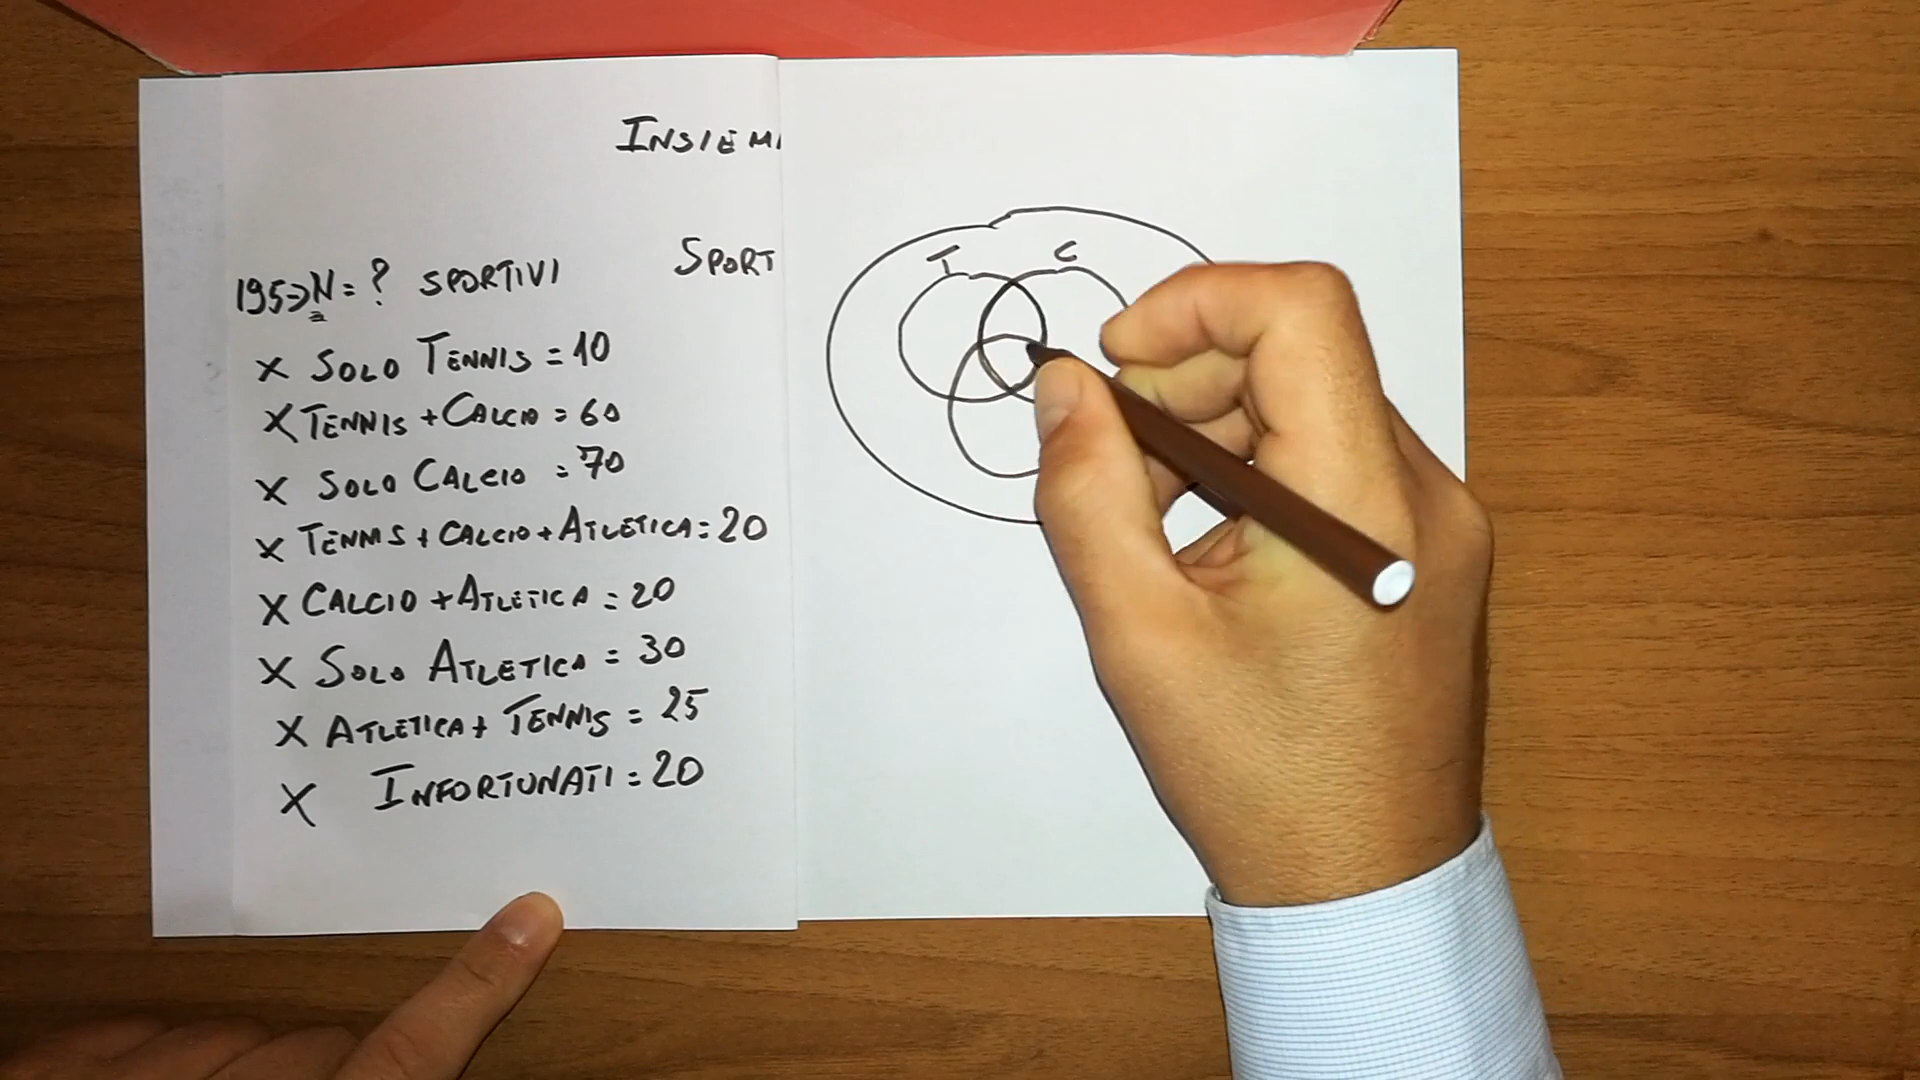 INSIEMI
195⇒N = ? SPORTIVI
SPORT
X SOLO TENNIS = 10
X TENNIS + CALCIO = 60
X SOLO CALCIO = 70
X TENNIS + CALCIO + ATLETICA = 20
X CALCIO + ATLETICA = 20
X SOLO ATLETICA = 30
X ATLETICA + TENNIS = 25
X INFORTUNATI = 20
T C